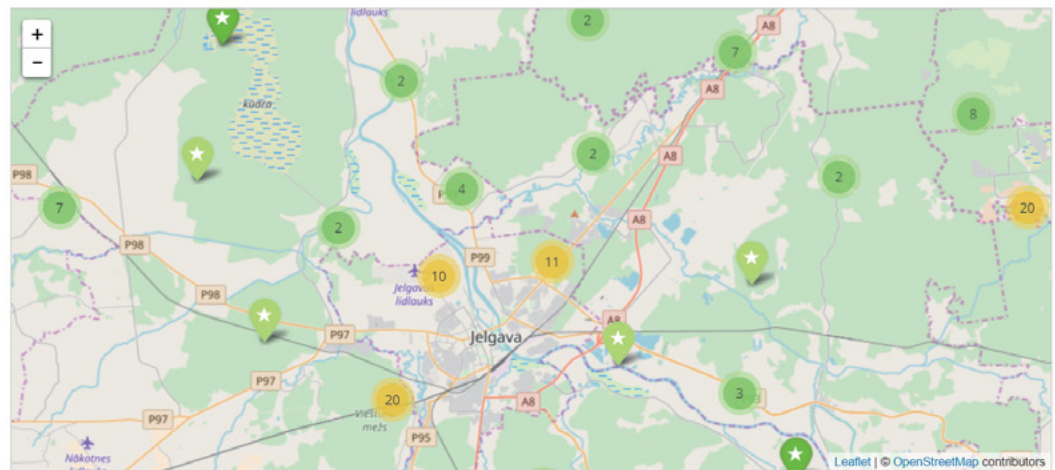 +
−
lidlauks
2
A8
7
2
A8
kūdra
8
2
A8
P98
2
4
7
2
20
A8
P98
P99
11
10
Jelgavas
lidlauks
P98
A8
P97
Jelgava
P97
3
20
A8
P97
mežs
P95
Nākotnes
lidlauks
Leaflet | © OpenStreetMap contributors